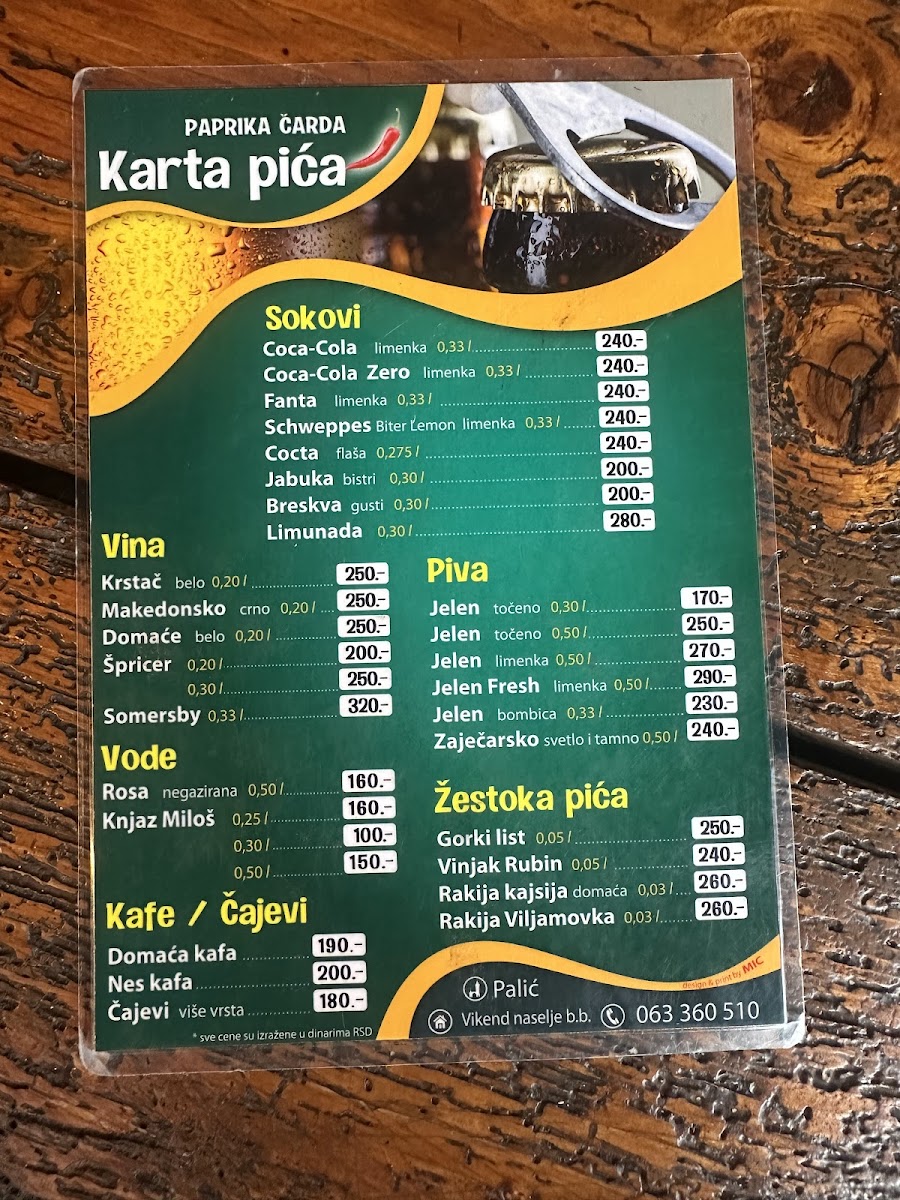 PAPRIKA ČARDA
Karta pića
Sokovi
Coca-Cola limenka 0,33 l 240.-
Coca-Cola Zero limenka 0,33 l 240.-
Fanta limenka 0,33 l 240.-
Schweppes Biter Lemon limenka 0,33 l 240.-
Cocta flaša 0,275 l 240.-
Jabuka bistri 0,30 l 200.-
Breskva gusti 0,30 l 200.-
Limunada 0,30 l 280.-
Vina
Krstač belo 0,20 l 250.-
Makedonsko crno 0,20 l 250.-
Domaće belo 0,20 l 250.-
Špricer 0,20 l 200.-
0,30 l 250.-
Somersby 0,33 l 320.-
Vode
Rosa negazirana 0,50 l 160.-
Knjaz Miloš 0,25 l 160.-
0,30 l 100.-
0,50 l 150.-
Kafe / Čajevi
Domaća kafa 190.-
Nes kafa 200.-
Čajevi više vrsta 180.-
* sve cene su izražene u dinarima RSD
Piva
Jelen točeno 0,30 l 170.-
Jelen točeno 0,50 l 250.-
Jelen limenka 0,50 l 270.-
Jelen Fresh limenka 0,50 l 290.-
Jelen bombica 0,33 l 230.-
Zaječarsko svetlo i tamno 0,50 l 240.-
Žestoka pića
Gorki list 0,05 l 250.-
Vinjak Rubin 0,05 l 240.-
Rakija kajsija domaća 0,03 l 260.-
Rakija Viljamovka 0,03 l 260.-
design & print by MIC
Palić
Vikend naselje b.b. 063 360 510